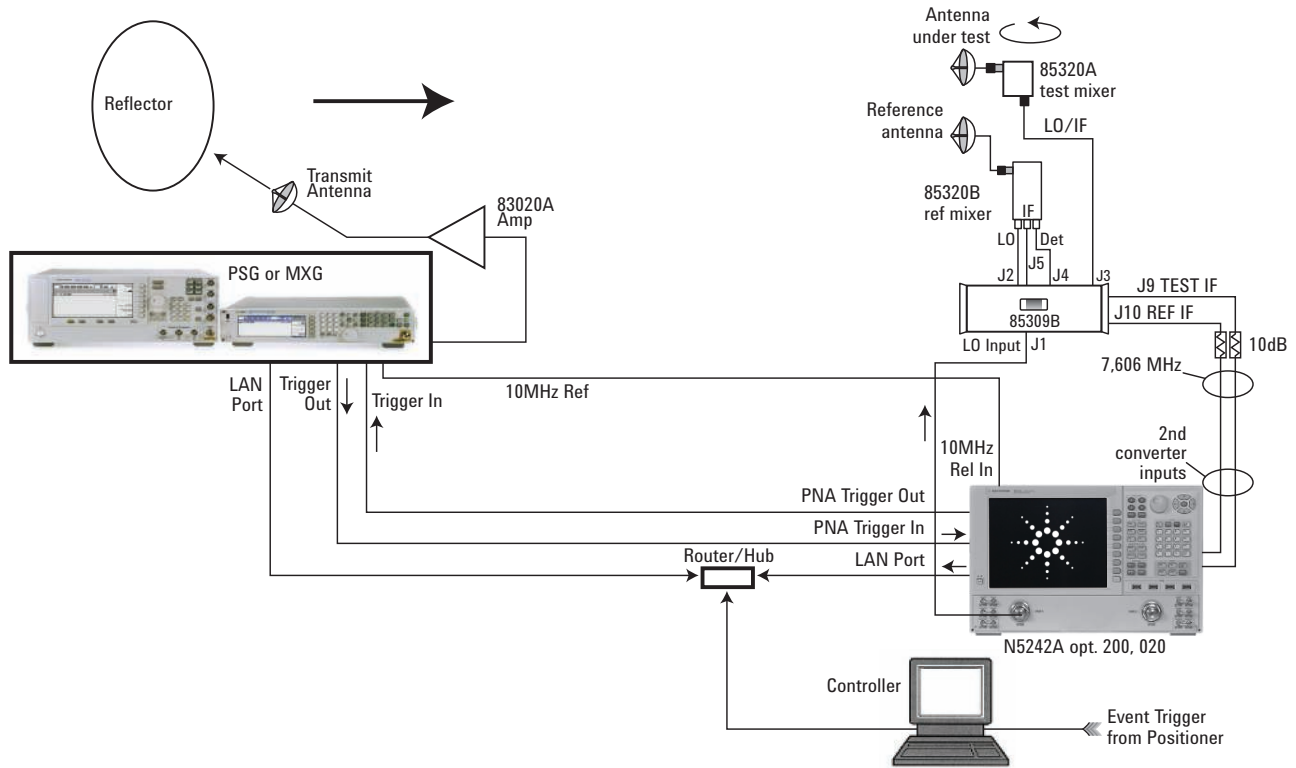 Antenna
under test
85320A
test mixer
Reflector
Reference
antenna
LO/IF
Transmit
Antenna
83020A
Amp
85320B
ref mixer
IF
LO
Det
J5
J2
J4
J3
PSG or MXG
J9 TEST IF
J10 REF IF
85309B
LO Input
J1
10dB
7,606 MHz
LAN
Port
Trigger
Out
Trigger In
10MHz Ref
2nd
converter
inputs
10MHz
Rel In
PNA Trigger Out
PNA Trigger In
Router/Hub
LAN Port
N5242A opt. 200, 020
Controller
Event Trigger
from Positioner